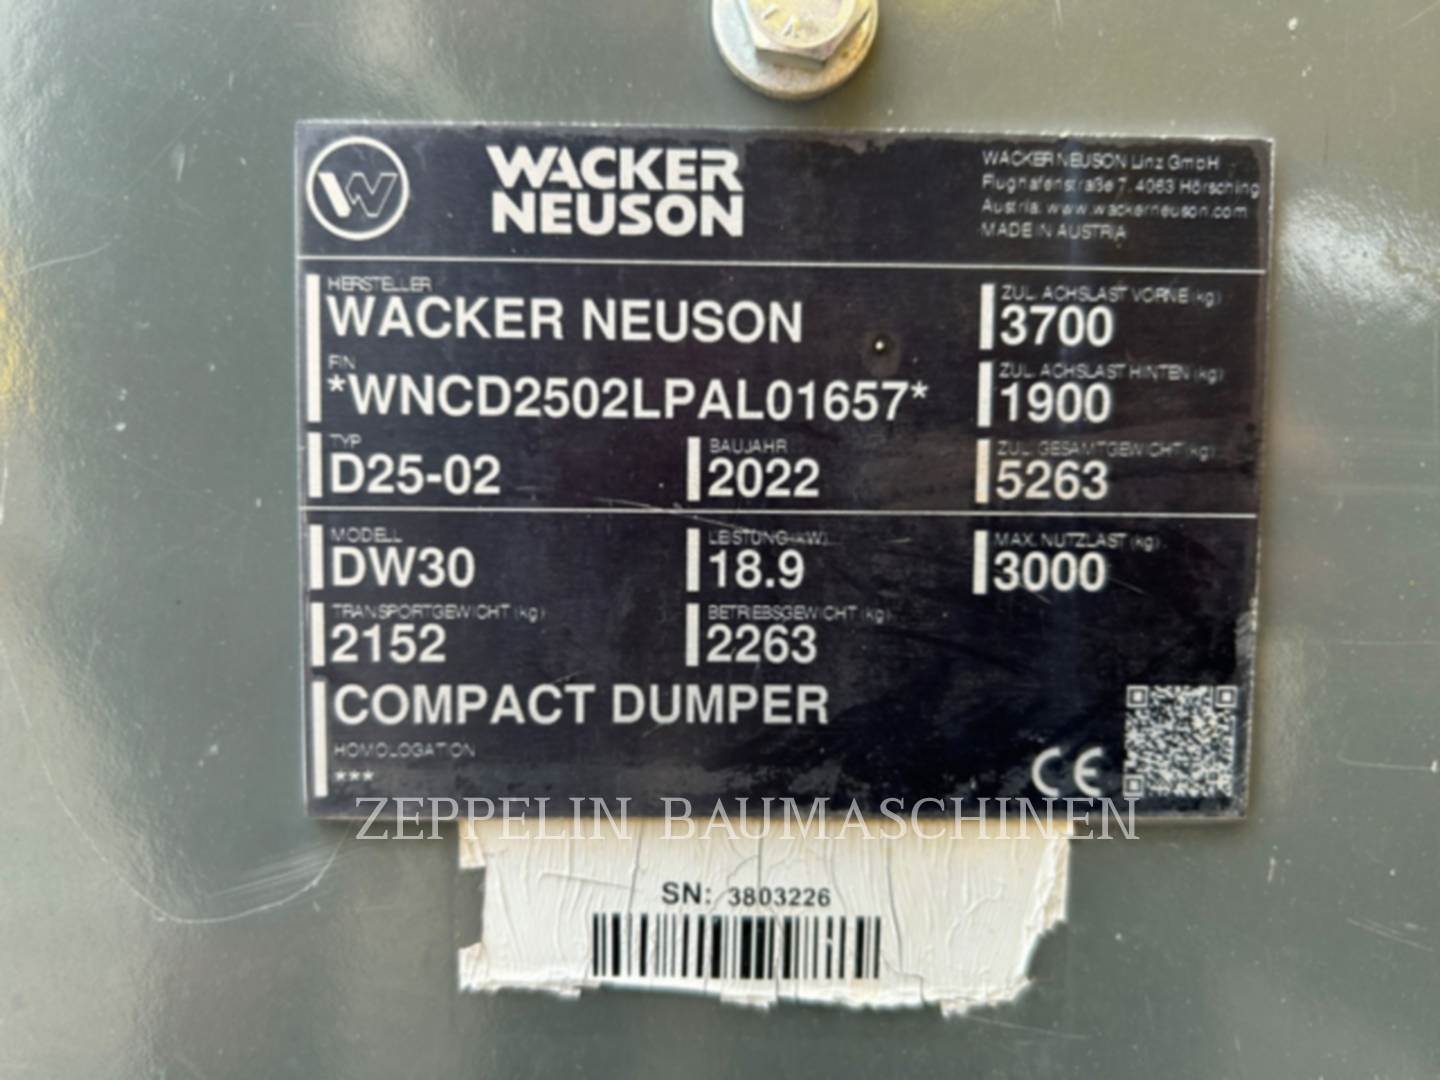 WACKER
NEUSON
WACKER NEUSON Linz GmbH
Flughafenstraße 7, 4063 Hörsching
Austria, www.wackerneuson.com
MADE IN AUSTRIA
HERSTELLER
WACKER NEUSON
ZUL. ACHSLAST VORNE (kg)
3700
FIN
*WNCD2502LPAL01657*
ZUL. ACHSLAST HINTEN (kg)
1900
TYP
D25-02
BAUJAHR
2022
ZUL. GESAMTGEWICHT (kg)
5263
MODELL
DW30
LEISTUNG (kW)
18.9
MAX. NUTZLAST (kg)
3000
TRANSPORTGEWICHT (kg)
2152
BETRIEBSGEWICHT (kg)
2263
COMPACT DUMPER
HOMOLOGATION
***
CE
ZEPPELIN BAUMASCHINEN
SN: 3803226